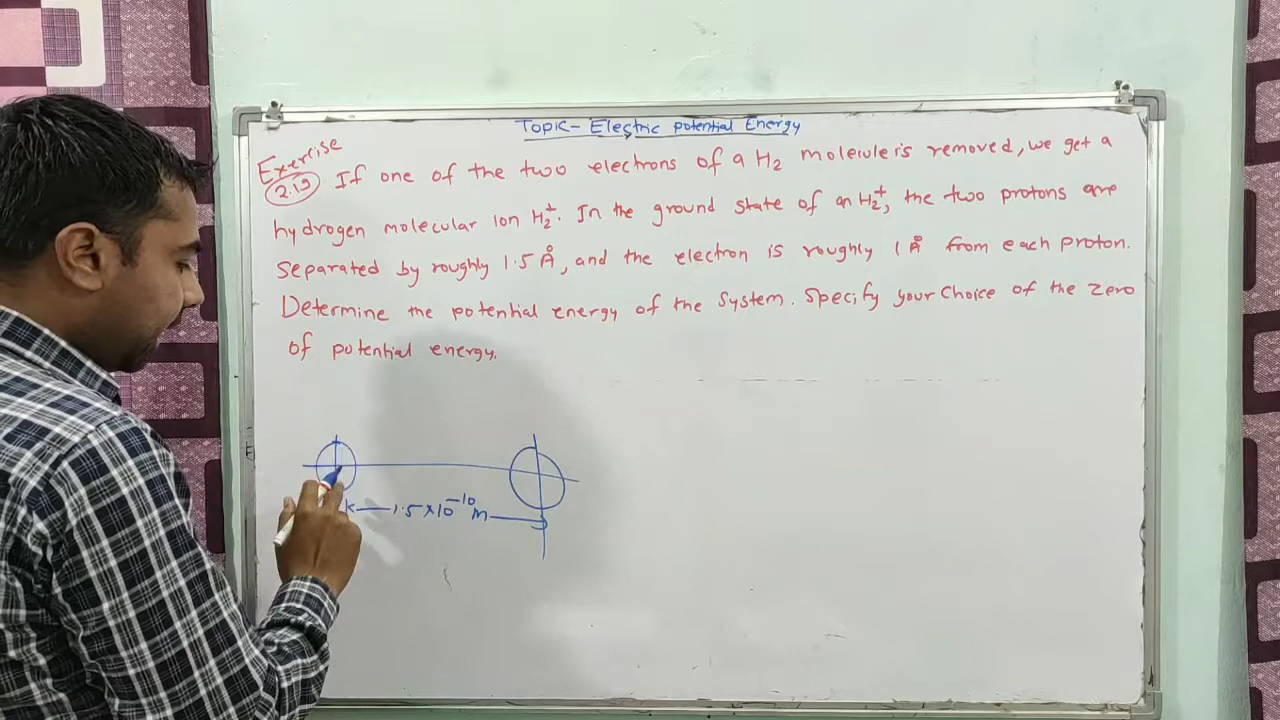 Topic- Electric Potential Energy
Exercise
2.19 If one of the two electrons of a H₂ molecule is removed, we get a
hydrogen molecular ion H₂⁺. In the ground state of an H₂⁺, the two protons are
Separated by roughly 1.5 Å, and the electron is roughly 1 Å from each proton.
Determine the potential energy of the System. Specify your Choice of the zero
of potential energy.
1.5×10⁻¹⁰ m